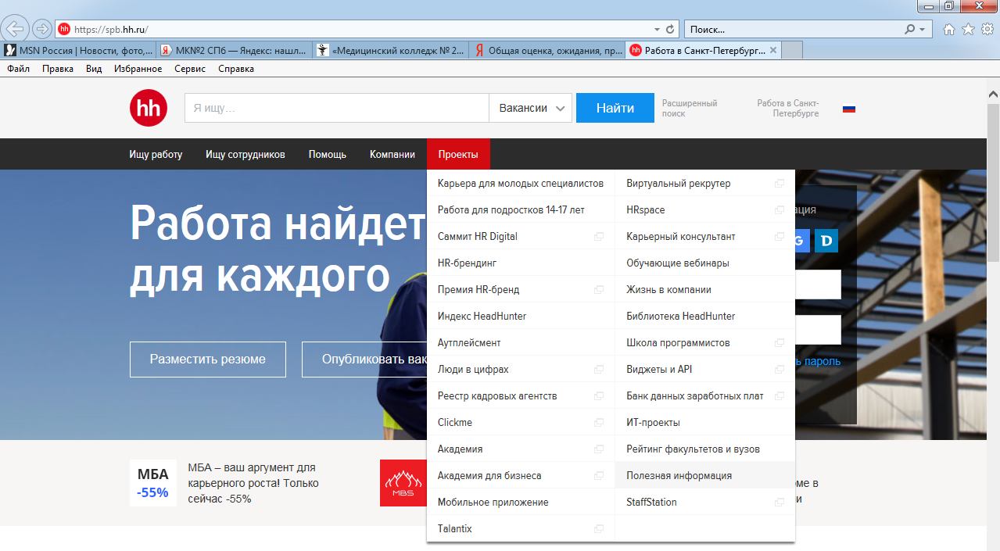 https://spb.hh.ru/
Поиск...
MSN Россия | Новости, фото,...
МК№2 СПб — Яндекс: нашл...
«Медицинский колледж № 2...
Общая оценка, ожидания, пр...
Работа в Санкт-Петербург...
Файл Правка Вид Избранное Сервис Справка
hh
Я ищу...
Вакансии
Найти
Расширенный
поиск
Работа в Санкт-
Петербурге
Ищу работу Ищу сотрудников Помощь Компании Проекты
Работа найдет
для каждого
Разместить резюме
Опубликовать вак
Карьера для молодых специалистов
Работа для подростков 14-17 лет
Саммит HR Digital
HR-брендинг
Премия HR-бренд
Индекс HeadHunter
Аутплейсмент
Люди в цифрах
Реестр кадровых агентств
Clickme
Академия
Академия для бизнеса
Мобильное приложение
Talantix
Виртуальный рекрутер
HRspace
Карьерный консультант
Обучающие вебинары
Жизнь в компании
Библиотека HeadHunter
Школа программистов
Виджеты и API
Банк данных заработных плат
ИТ-проекты
Рейтинг факультетов и вузов
Полезная информация
StaffStation
ация
G D
ь пароль
МБА
-55%
МБА – ваш аргумент для
карьерного роста! Только
сейчас -55%
MBS
оме в
и